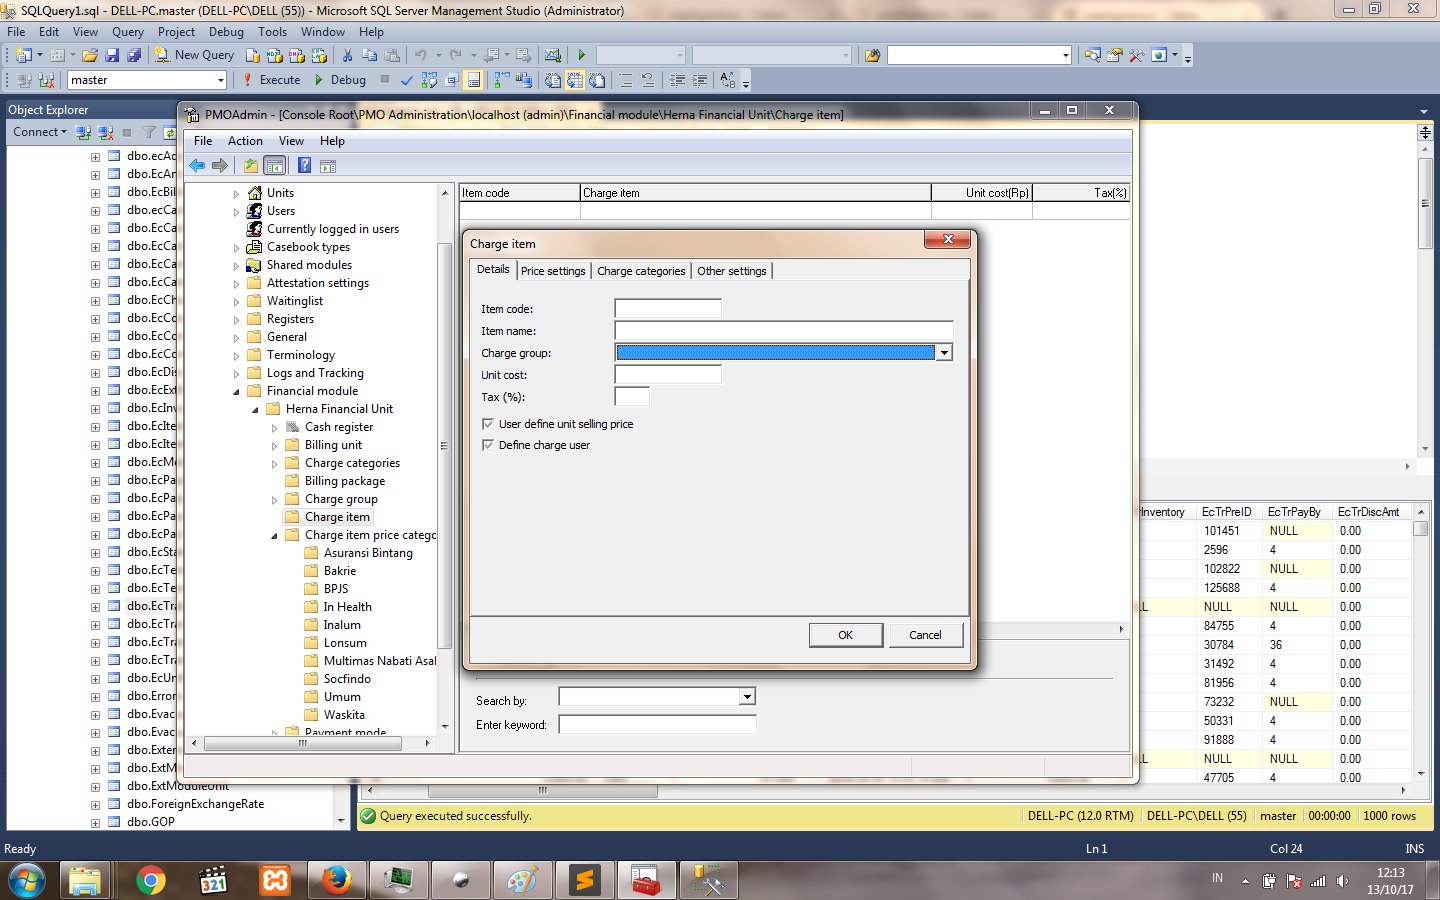 SQLQuery1.sql - DELL-PC.master (DELL-PC\DELL (55)) - Microsoft SQL Server Management Studio (Administrator)
File Edit View Query Project Debug Tools Window Help
New Query
master Execute Debug
Object Explorer
Connect
dbo.ecAd
dbo.EcAn
dbo.EcBil
dbo.ecCa
dbo.EcCa
dbo.EcCa
dbo.EcCa
dbo.EcCa
dbo.EcCh
dbo.EcCo
dbo.EcCo
dbo.EcCo
dbo.EcDis
dbo.EcExt
dbo.EcInv
dbo.EcIte
dbo.EcIte
dbo.EcMe
dbo.EcPa
dbo.EcPa
dbo.EcPa
dbo.EcPa
dbo.EcSta
dbo.EcTe
dbo.EcTe
dbo.EcTra
dbo.EcTra
dbo.EcTra
dbo.EcTra
dbo.EcUn
dbo.Error
dbo.Evac
dbo.Evac
dbo.Exter
dbo.ExtM
dbo.ExtModuleUnit
dbo.ForeignExchangeRate
dbo.GOP
PMOAdmin - [Console Root\PMO Administration\localhost (admin)\Financial module\Herna Financial Unit\Charge item]
File Action View Help
Units
Users
Currently logged in users
Casebook types
Shared modules
Attestation settings
Waitinglist
Registers
General
Terminology
Logs and Tracking
Financial module
Herna Financial Unit
Cash register
Billing unit
Charge categories
Billing package
Charge group
Charge item
Charge item price catego
Asuransi Bintang
Bakrie
BPJS
In Health
Inalum
Lonsum
Multimas Nabati Asal
Socfindo
Umum
Waskita
Payment mode
Item code Charge item Unit cost(Rp) Tax(%)
Charge item
Details Price settings Charge categories Other settings
Item code:
Item name:
Charge group:
Unit cost:
Tax (%):
User define unit selling price
Define charge user
OK Cancel
Search by:
Enter keyword:
Inventory EcTrPreID EcTrPayBy EcTrDiscAmt
101451 NULL 0.00
2596 4 0.00
102822 NULL 0.00
125688 4 0.00
LL NULL NULL 0.00
84755 4 0.00
30784 36 0.00
31492 4 0.00
81956 4 0.00
73232 NULL 0.00
50331 4 0.00
91888 4 0.00
LL NULL NULL 0.00
47705 4 0.00
Query executed successfully. DELL-PC (12.0 RTM) DELL-PC\DELL (55) master 00:00:00 1000 rows
Ready Ln 1 Col 24 INS
321
IN 12:13
13/10/17